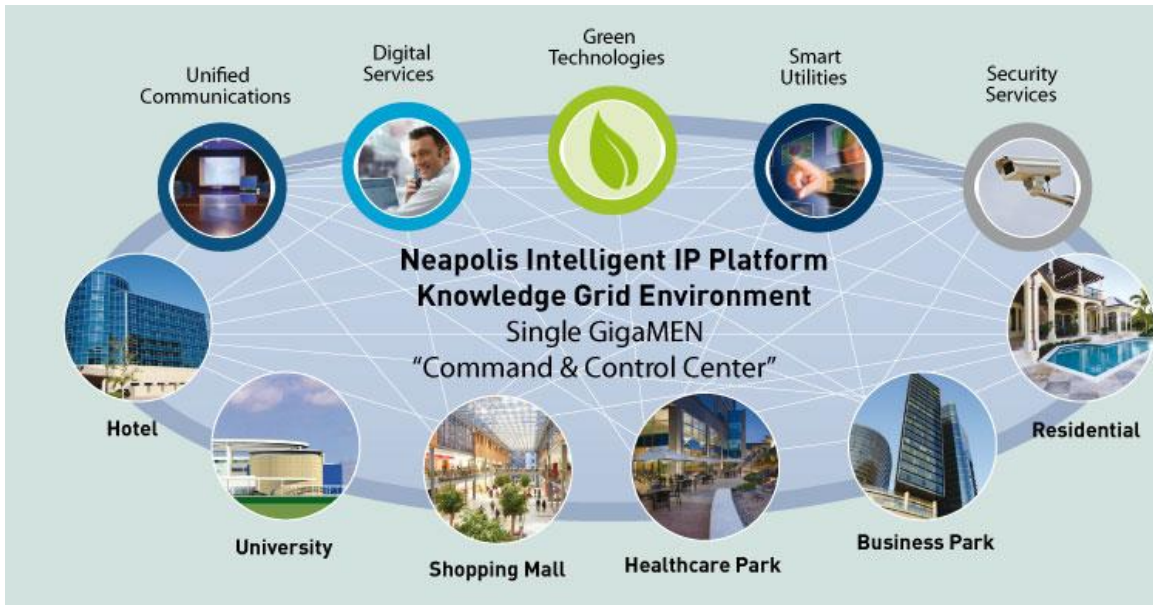 Unified
Communications
Digital
Services
Green
Technologies
Smart
Utilities
Security
Services
Neapolis Intelligent IP Platform
Knowledge Grid Environment
Single GigaMEN
“Command & Control Center”
Hotel
University
Shopping Mall
Healthcare Park
Business Park
Residential